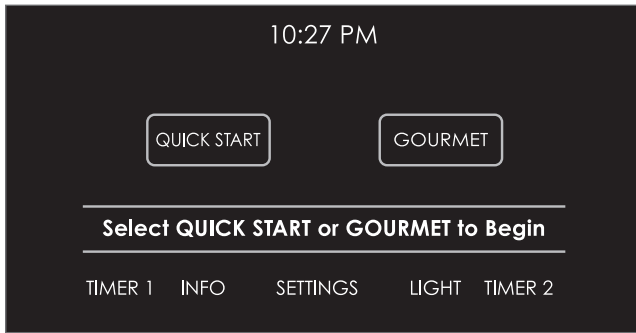 10:27 PM
QUICK START GOURMET
Select QUICK START or GOURMET to Begin
TIMER 1 INFO SETTINGS LIGHT TIMER 2